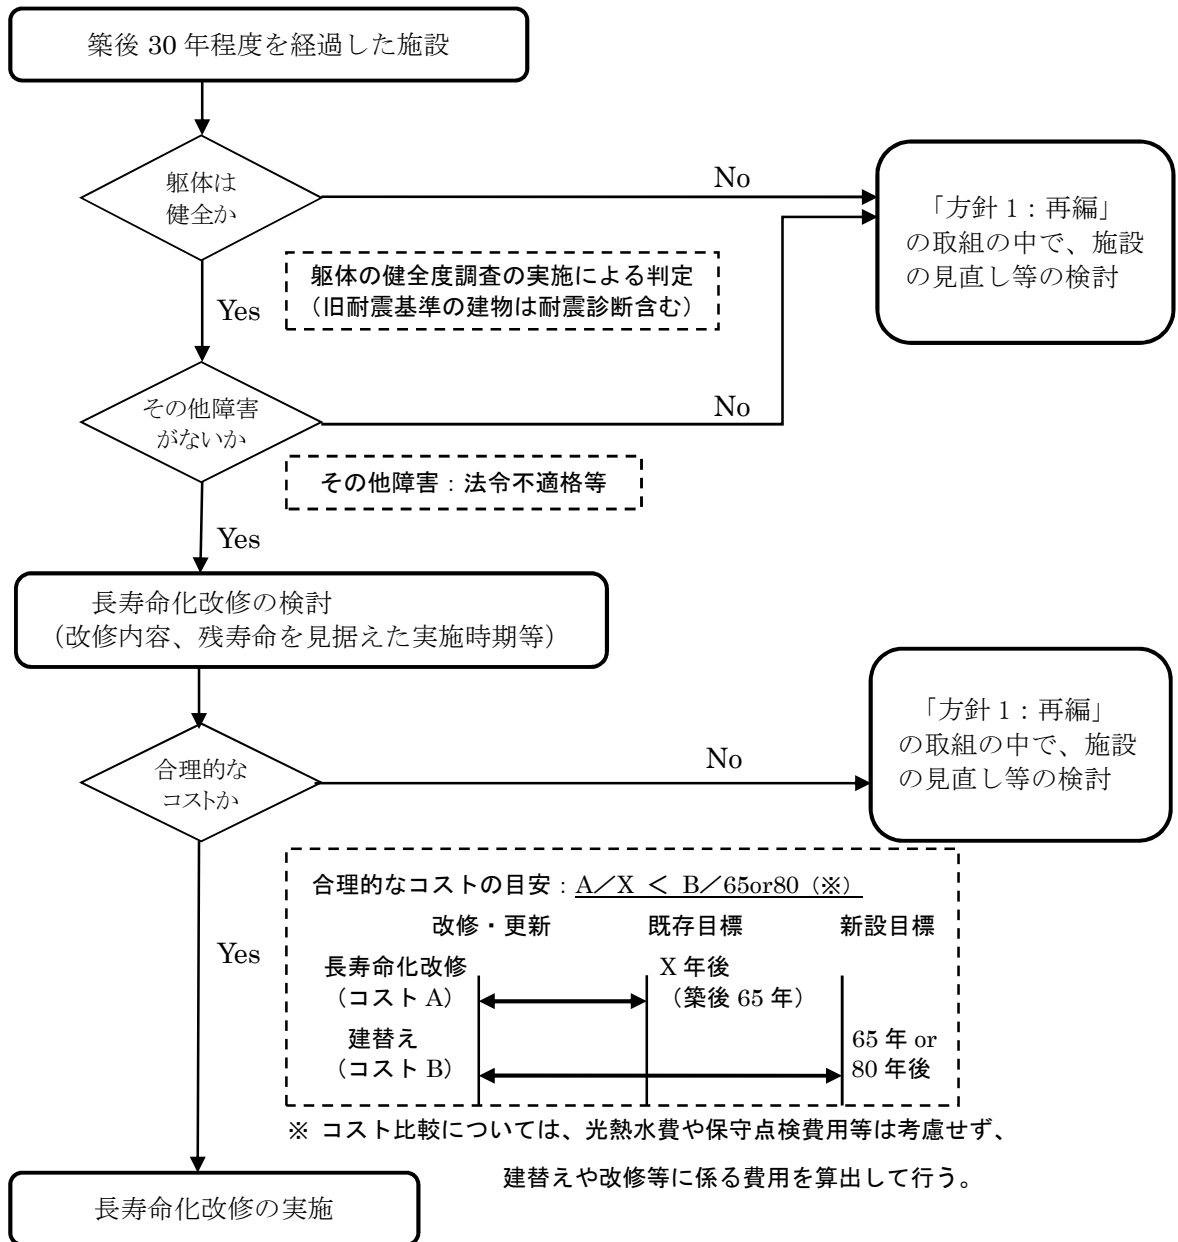 築後 30 年程度を経過した施設
躯体は
健全か
No
「方針 1：再編」
の取組の中で、施設
の見直し等の検討
躯体の健全度調査の実施による判定
（旧耐震基準の建物は耐震診断含む）
Yes
その他障害
がないか
No
その他障害：法令不適格等
Yes
長寿命化改修の検討
（改修内容、残寿命を見据えた実施時期等）
合理的な
コストか
No
「方針 1：再編」
の取組の中で、施設
の見直し等の検討
合理的なコストの目安：A／X ＜ B／65or80（※）
改修・更新 既存目標 新設目標
Yes
長寿命化改修 X 年後
（コスト A） （築後 65 年）
建替え 65 年 or
（コスト B） 80 年後
※ コスト比較については、光熱水費や保守点検費用等は考慮せず、
建替えや改修等に係る費用を算出して行う。
長寿命化改修の実施